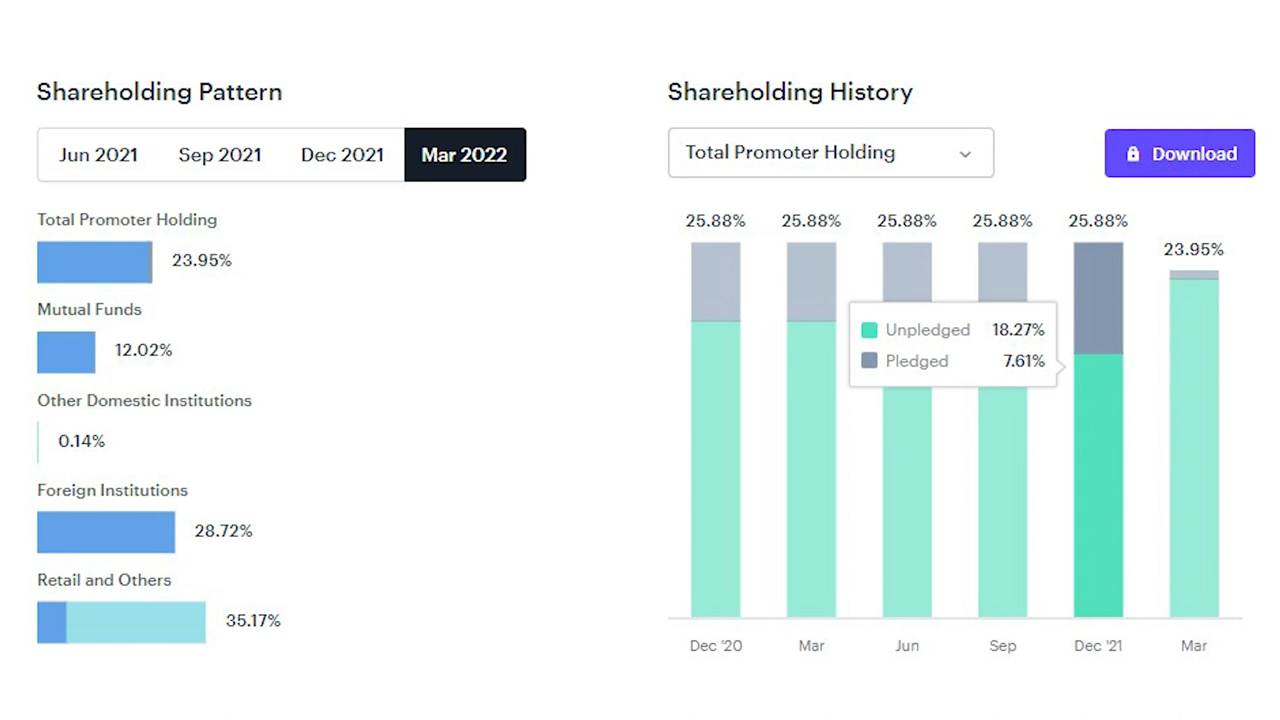 Shareholding Pattern
Jun 2021 Sep 2021 Dec 2021 Mar 2022
Total Promoter Holding
23.95%
Mutual Funds
12.02%
Other Domestic Institutions
0.14%
Foreign Institutions
28.72%
Retail and Others
35.17%
Shareholding History
Total Promoter Holding
Download
25.88% 25.88% 25.88% 25.88% 25.88%
23.95%
Unpledged 18.27%
Pledged 7.61%
Dec '20 Mar Jun Sep Dec '21 Mar